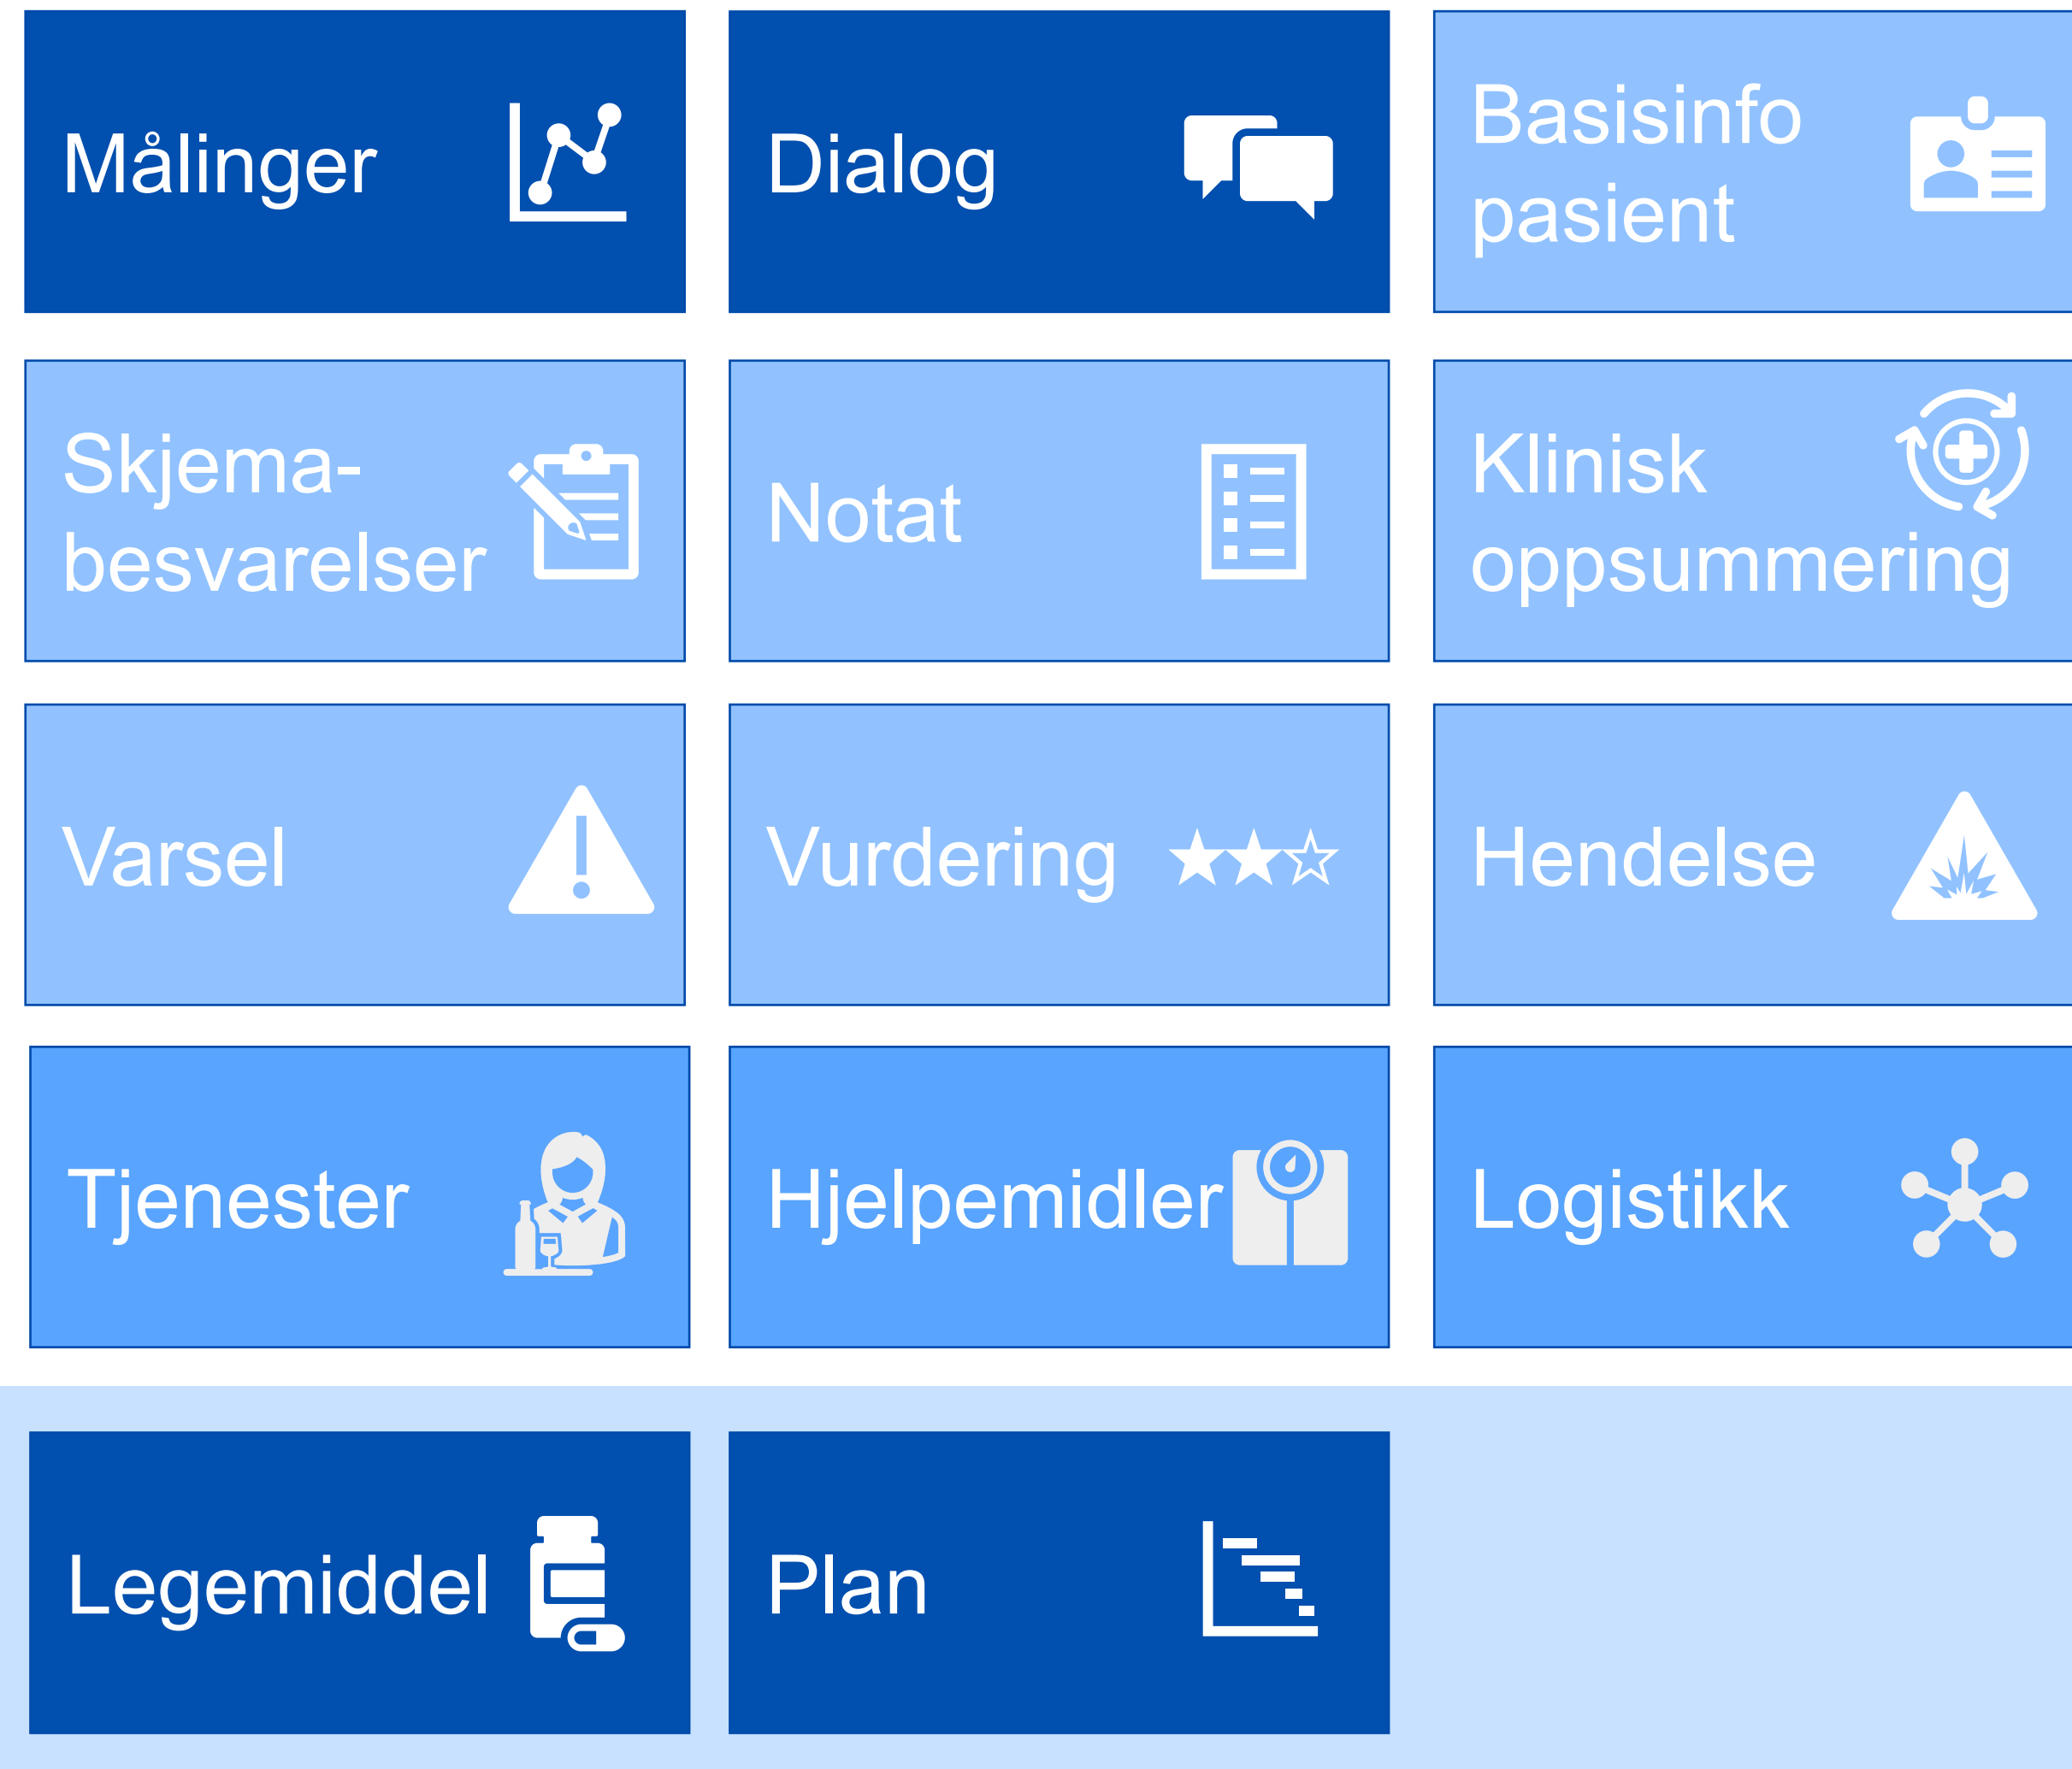 Målinger
Dialog
Basisinfo
pasient
Skjema-
besvarelser
Notat
Klinisk
oppsummering
Varsel
Vurdering
Hendelse
Tjenester
Hjelpemidler
Logistikk
Legemiddel
Plan